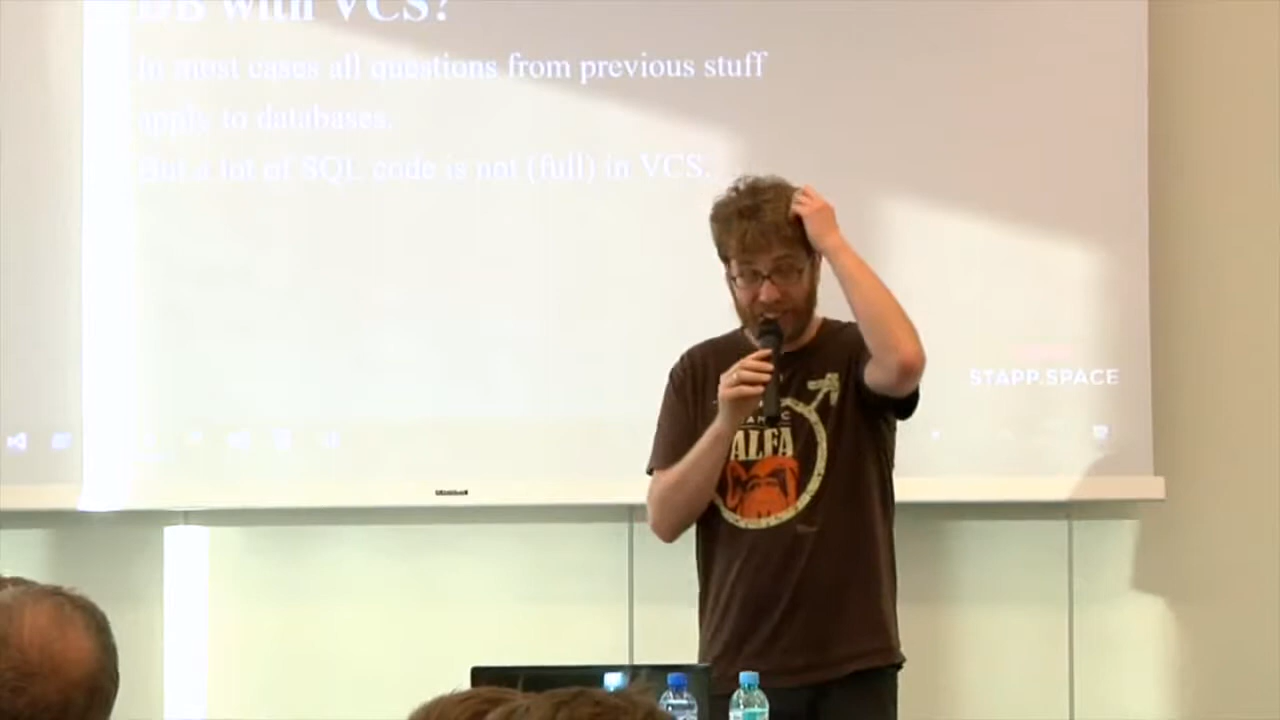 DB with VCS?
In most cases all questions from previous stuff
apply to databases.
But a lot of SQL code is not (full) in VCS.
STAPP.SPACE
ALFA